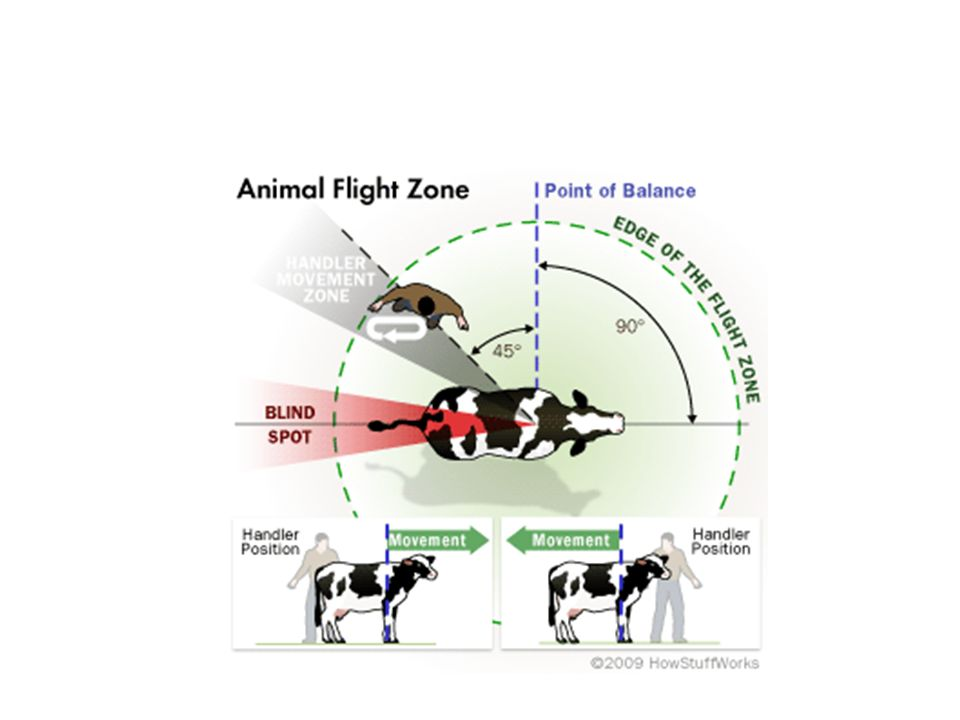 Animal Flight Zone
Point of Balance
EDGE OF THE FLIGHT ZONE
HANDLER
MOVEMENT
ZONE
90°
45°
BLIND
SPOT
Handler
Position
Movement
Movement
Handler
Position
©2009 HowStuffWorks